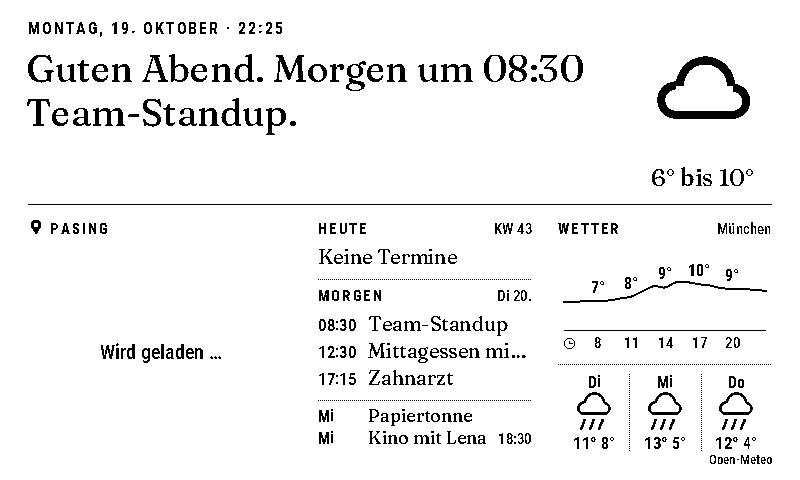 MONTAG, 19. OKTOBER · 22:25
Guten Abend. Morgen um 08:30
Team-Standup.
6° bis 10°
PASING
Wird geladen ...
HEUTE KW 43
Keine Termine
MORGEN Di 20.
08:30 Team-Standup
12:30 Mittagessen mi...
17:15 Zahnarzt
Mi Papiertonne
Mi Kino mit Lena 18:30
WETTER München
7° 8° 9° 10° 9°
8 11 14 17 20
Di Mi Do
11° 8° 13° 5° 12° 4°
Open-Meteo